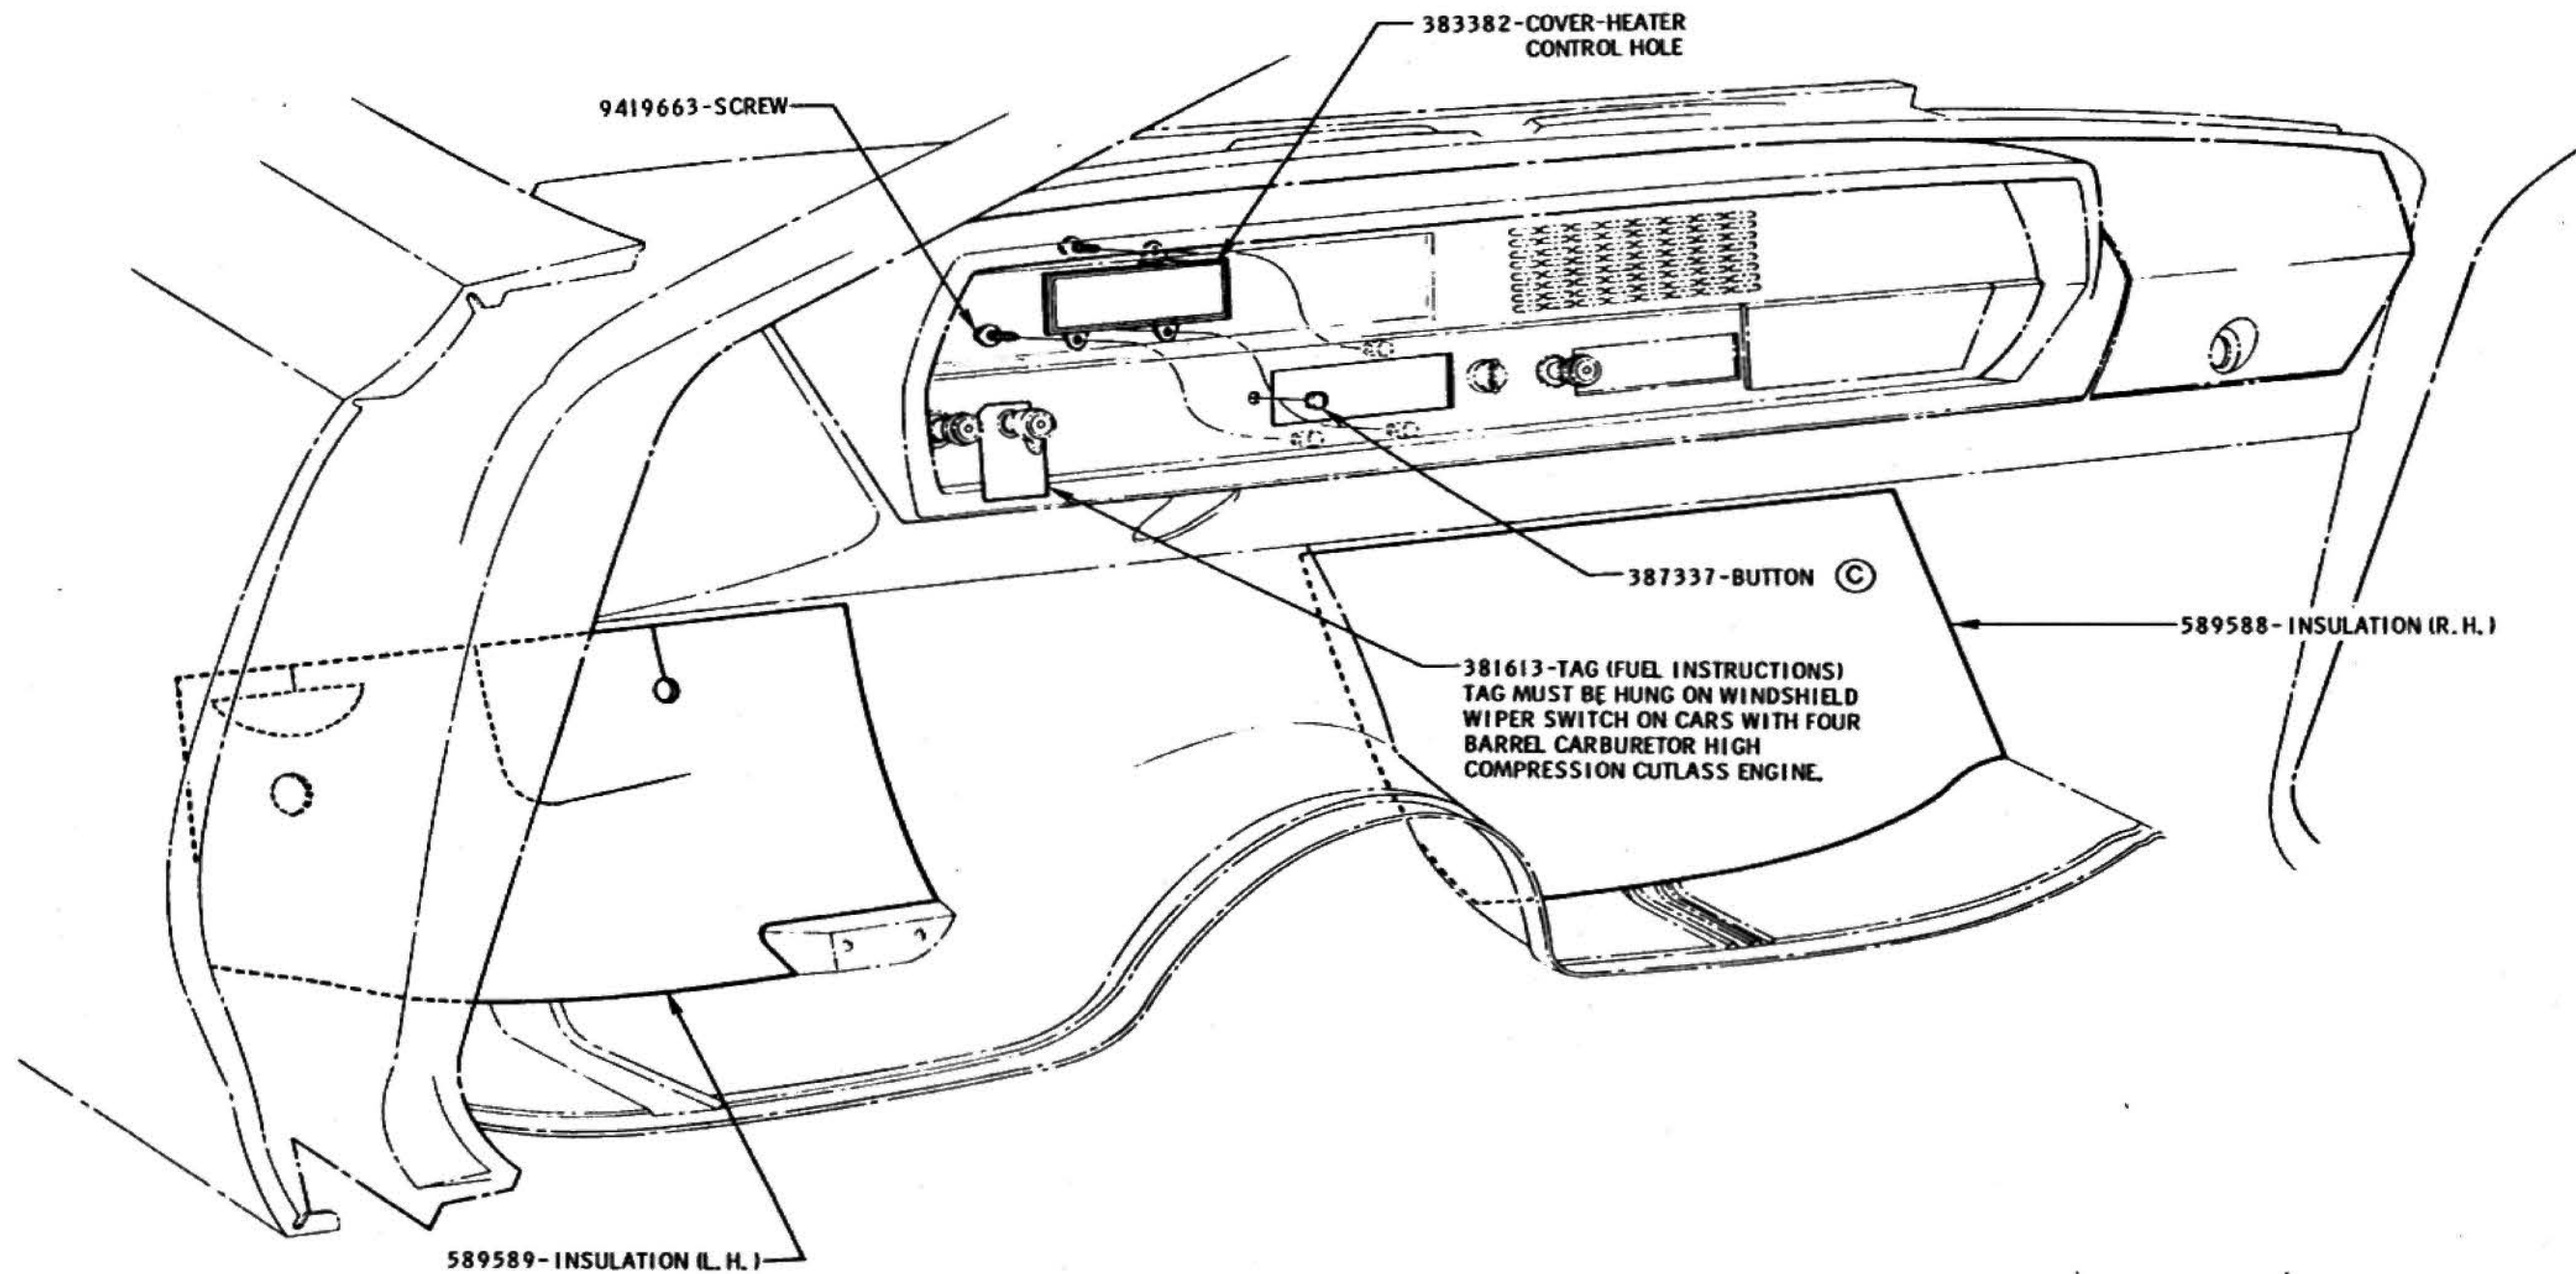 383382-COVER-HEATER
CONTROL HOLE
9419663-SCREW
387337-BUTTON Ⓒ
589588-INSULATION (R.H.)
381613-TAG (FUEL INSTRUCTIONS)
TAG MUST BE HUNG ON WINDSHIELD
WIPER SWITCH ON CARS WITH FOUR
BARREL CARBURETOR HIGH
COMPRESSION CUTLASS ENGINE.
589589-INSULATION (L.H.)